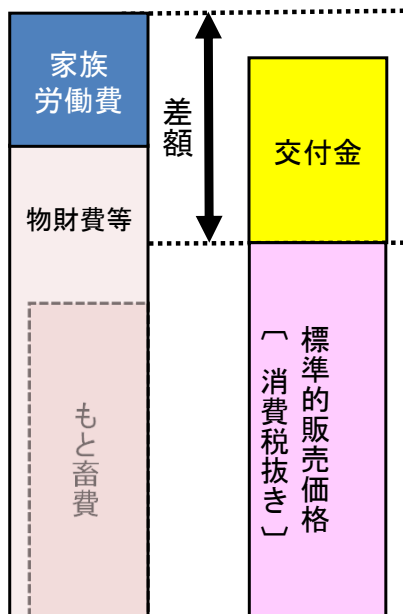 家族
労働費
差額
交付金
物財費等
もと畜費
標準的販売価格
〔 消費税抜き 〕